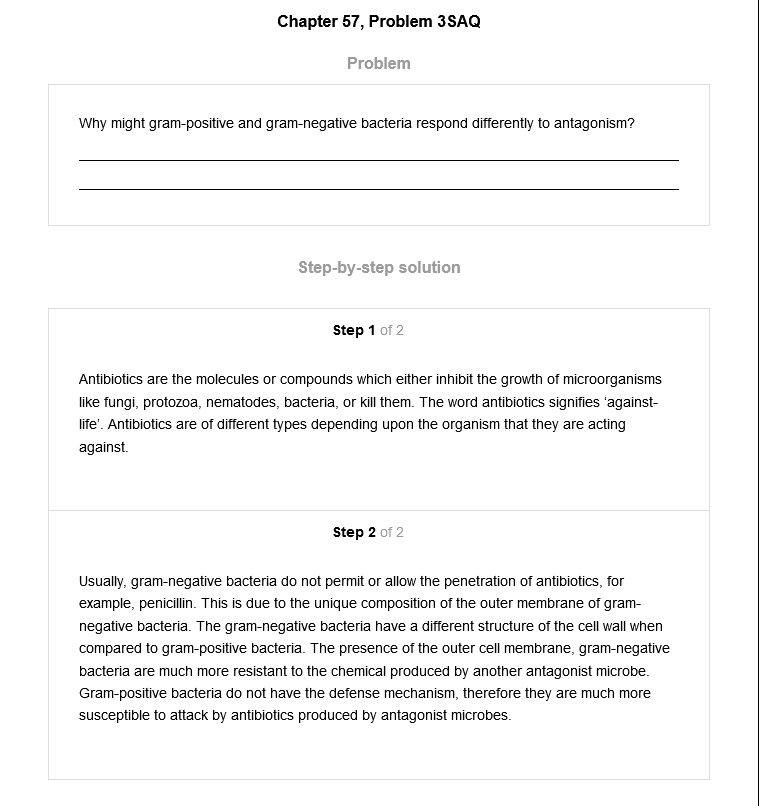 Chapter 57, Problem 3SAQ
Problem
Why might gram-positive and gram-negative bacteria respond differently to antagonism?
Step-by-step solution
Step 1 of 2
Antibiotics are the molecules or compounds which either inhibit the growth of microorganisms
like fungi, protozoa, nematodes, bacteria, or kill them. The word antibiotics signifies ‘against-
life’. Antibiotics are of different types depending upon the organism that they are acting
against.
Step 2 of 2
Usually, gram-negative bacteria do not permit or allow the penetration of antibiotics, for
example, penicillin. This is due to the unique composition of the outer membrane of gram-
negative bacteria. The gram-negative bacteria have a different structure of the cell wall when
compared to gram-positive bacteria. The presence of the outer cell membrane, gram-negative
bacteria are much more resistant to the chemical produced by another antagonist microbe.
Gram-positive bacteria do not have the defense mechanism, therefore they are much more
susceptible to attack by antibiotics produced by antagonist microbes.